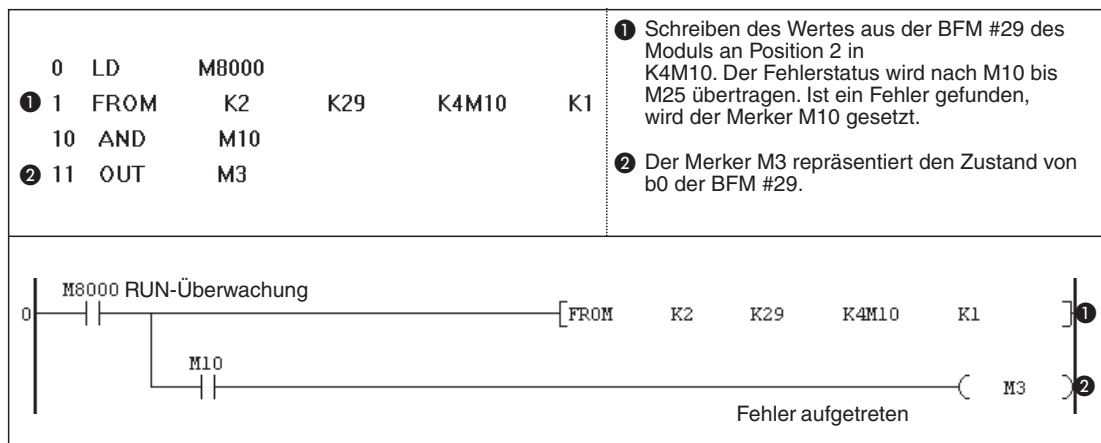 0 LD M8000
❶ 1 FROM K2 K29 K4M10 K1
10 AND M10
❷ 11 OUT M3
❶ Schreiben des Wertes aus der BFM #29 des
Moduls an Position 2 in
K4M10. Der Fehlerstatus wird nach M10 bis
M25 übertragen. Ist ein Fehler gefunden,
wird der Merker M10 gesetzt.
❷ Der Merker M3 repräsentiert den Zustand von
b0 der BFM #29.
M8000 RUN-Überwachung
0 [FROM K2 K29 K4M10 K1 ] ❶
M10
( M3 ) ❷
Fehler aufgetreten